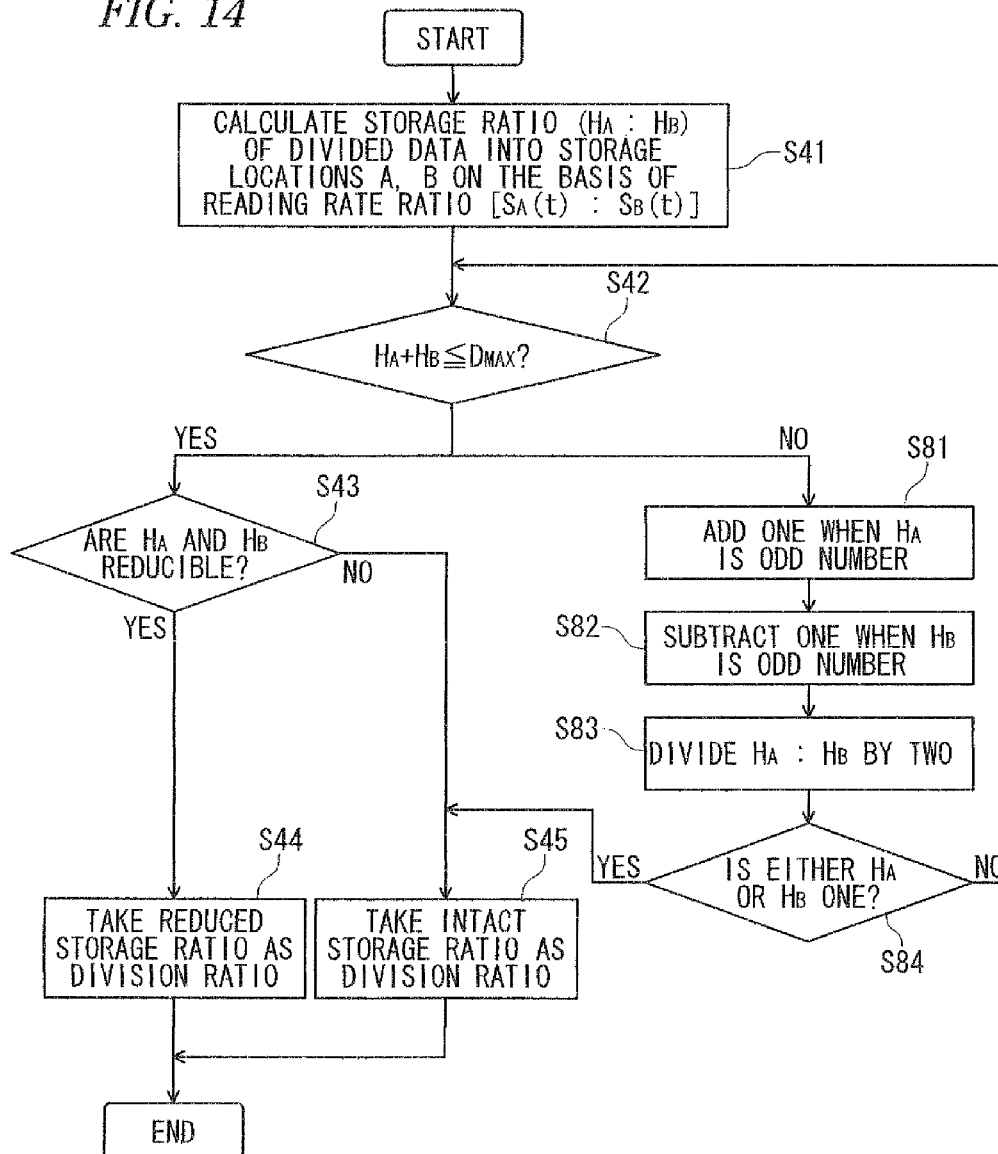 FIG. 14
START
CALCULATE STORAGE RATIO (HA : HB)
OF DIVIDED DATA INTO STORAGE
LOCATIONS A, B ON THE BASIS OF
READING RATE RATIO [SA(t) : SB(t)]
S41
S42
HA+HB≦DMAX?
YES
NO
S43
ARE HA AND HB
REDUCIBLE?
NO
YES
S81
ADD ONE WHEN HA
IS ODD NUMBER
S82
SUBTRACT ONE WHEN HB
IS ODD NUMBER
S83
DIVIDE HA : HB BY TWO
IS EITHER HA
OR HB ONE?
YES
NO
S84
S44
TAKE REDUCED
STORAGE RATIO AS
DIVISION RATIO
S45
TAKE INTACT
STORAGE RATIO AS
DIVISION RATIO
END